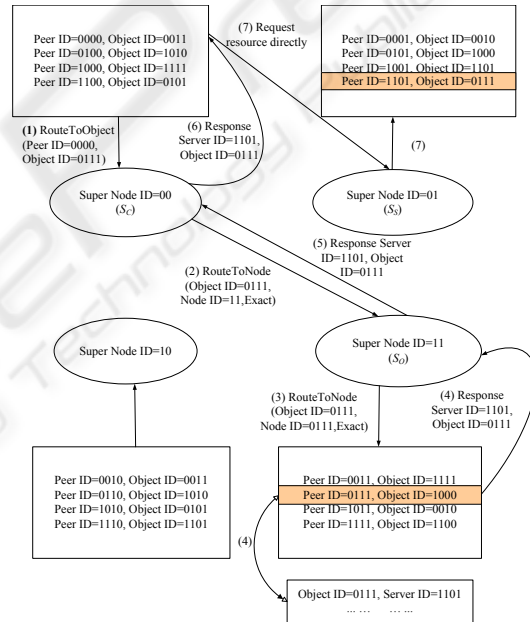 Peer ID=0000, Object ID=0011
Peer ID=0100, Object ID=1010
Peer ID=1000, Object ID=1111
Peer ID=1100, Object ID=0101
(7) Request
resource directly
Peer ID=0001, Object ID=0010
Peer ID=0101, Object ID=1000
Peer ID=1001, Object ID=1101
Peer ID=1101, Object ID=0111
(1) RouteToObject
(Peer ID=0000,
Object ID=0111)
(6) Response
Server ID=1101,
Object ID=0111
(7)
Super Node ID=00
(SC)
Super Node ID=01
(SS)
(5) Response Server
ID=1101, Object
ID=0111
(2) RouteToNode
(Object ID=0111,
Node ID=11,Exact)
Super Node ID=10
Super Node ID=11
(SO)
(3) RouteToNode
(Object ID=0111,
Node ID=0111,Exact)
(4) Response
Server ID=1101,
Object ID=0111
Peer ID=0010, Object ID=0011
Peer ID=0110, Object ID=1010
Peer ID=1010, Object ID=0101
Peer ID=1110, Object ID=1101
Peer ID=0011, Object ID=1111
Peer ID=0111, Object ID=1000
Peer ID=1011, Object ID=0010
Peer ID=1111, Object ID=1100
(4)
Object ID=0111, Server ID=1101
... ... ... ...